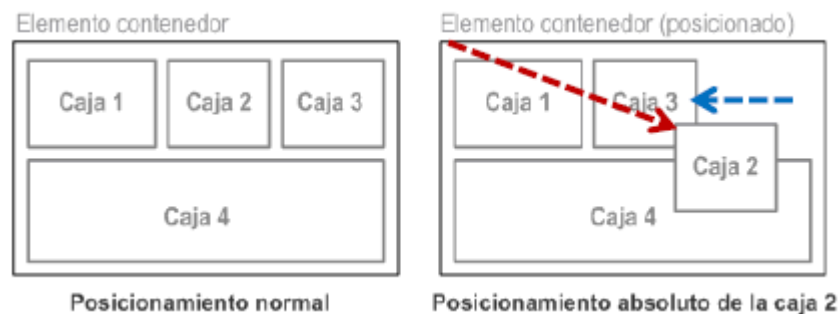 Elemento contenedor
Caja 1
Caja 2
Caja 3
Caja 4
Posicionamiento normal
Elemento contenedor (posicionado)
Caja 1
Caja 3
Caja 2
Caja 4
Posicionamiento absoluto de la caja 2